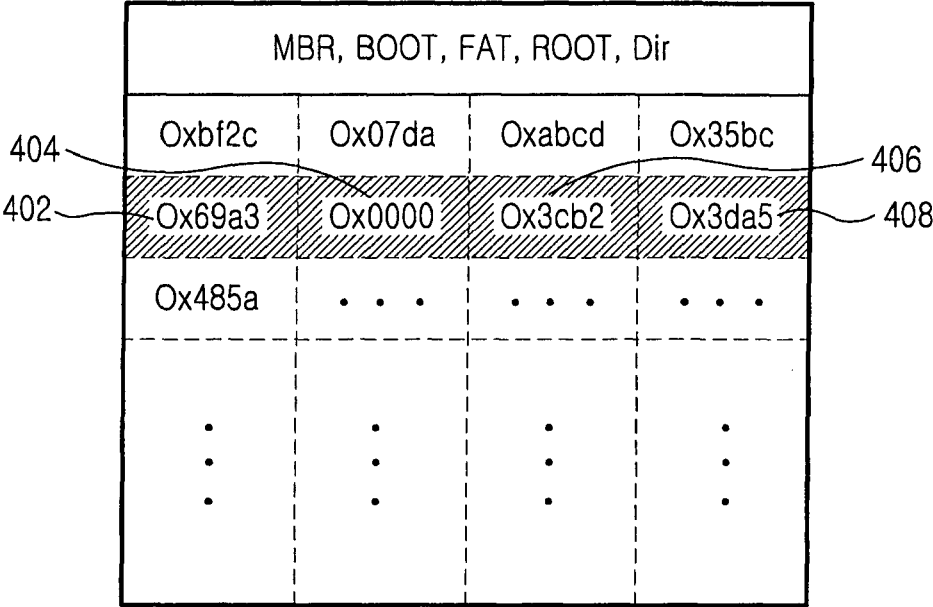 MBR, BOOT, FAT, ROOT, Dir
Oxbf2c Ox07da Oxabcd Ox35bc
404 406
402 Ox69a3 Ox0000 Ox3cb2 Ox3da5 408
Ox485a • • • • • • • • •